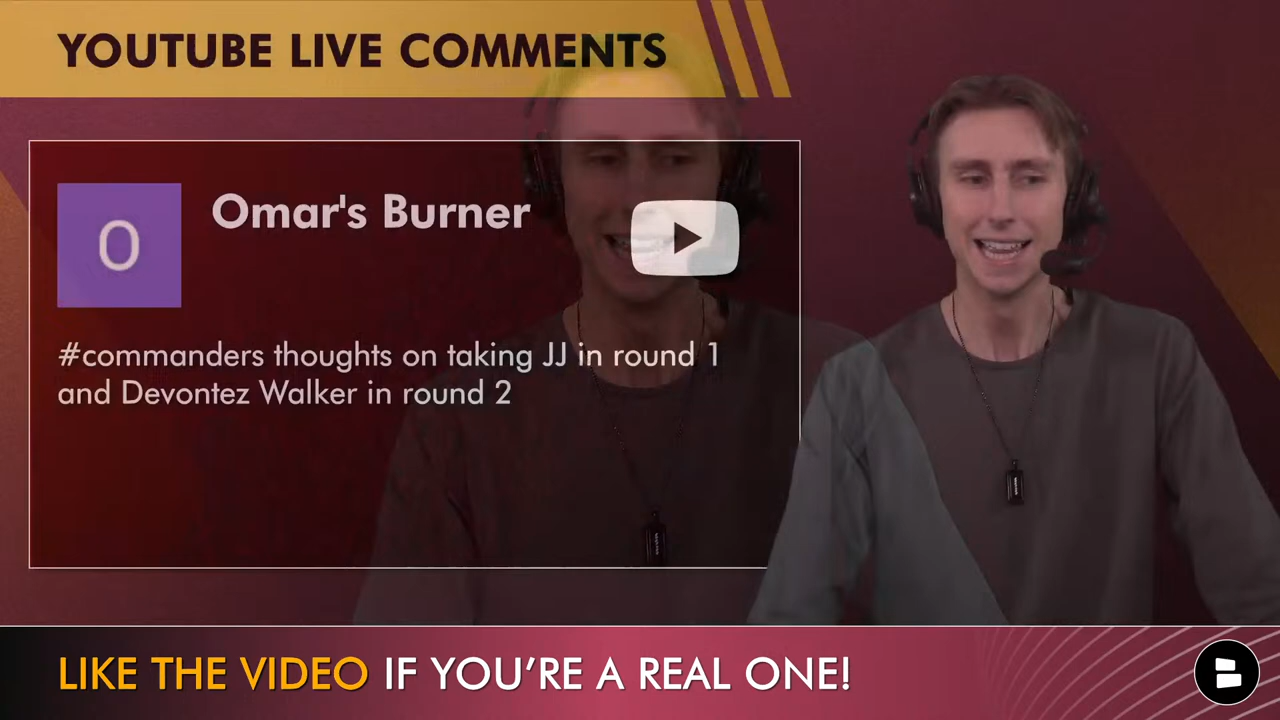 YOUTUBE LIVE COMMENTS
O
Omar's Burner
#commanders thoughts on taking JJ in round 1
and Devontez Walker in round 2
LIKE THE VIDEO IF YOU'RE A REAL ONE!